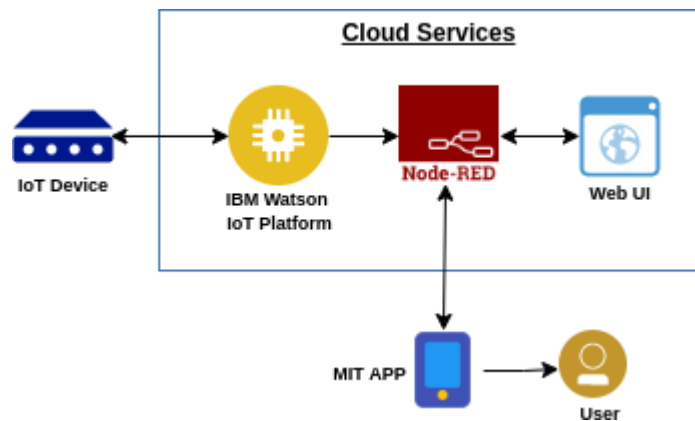 Cloud Services
IoT Device
IBM Watson
IoT Platform
Node-RED
Web UI
MIT APP
User